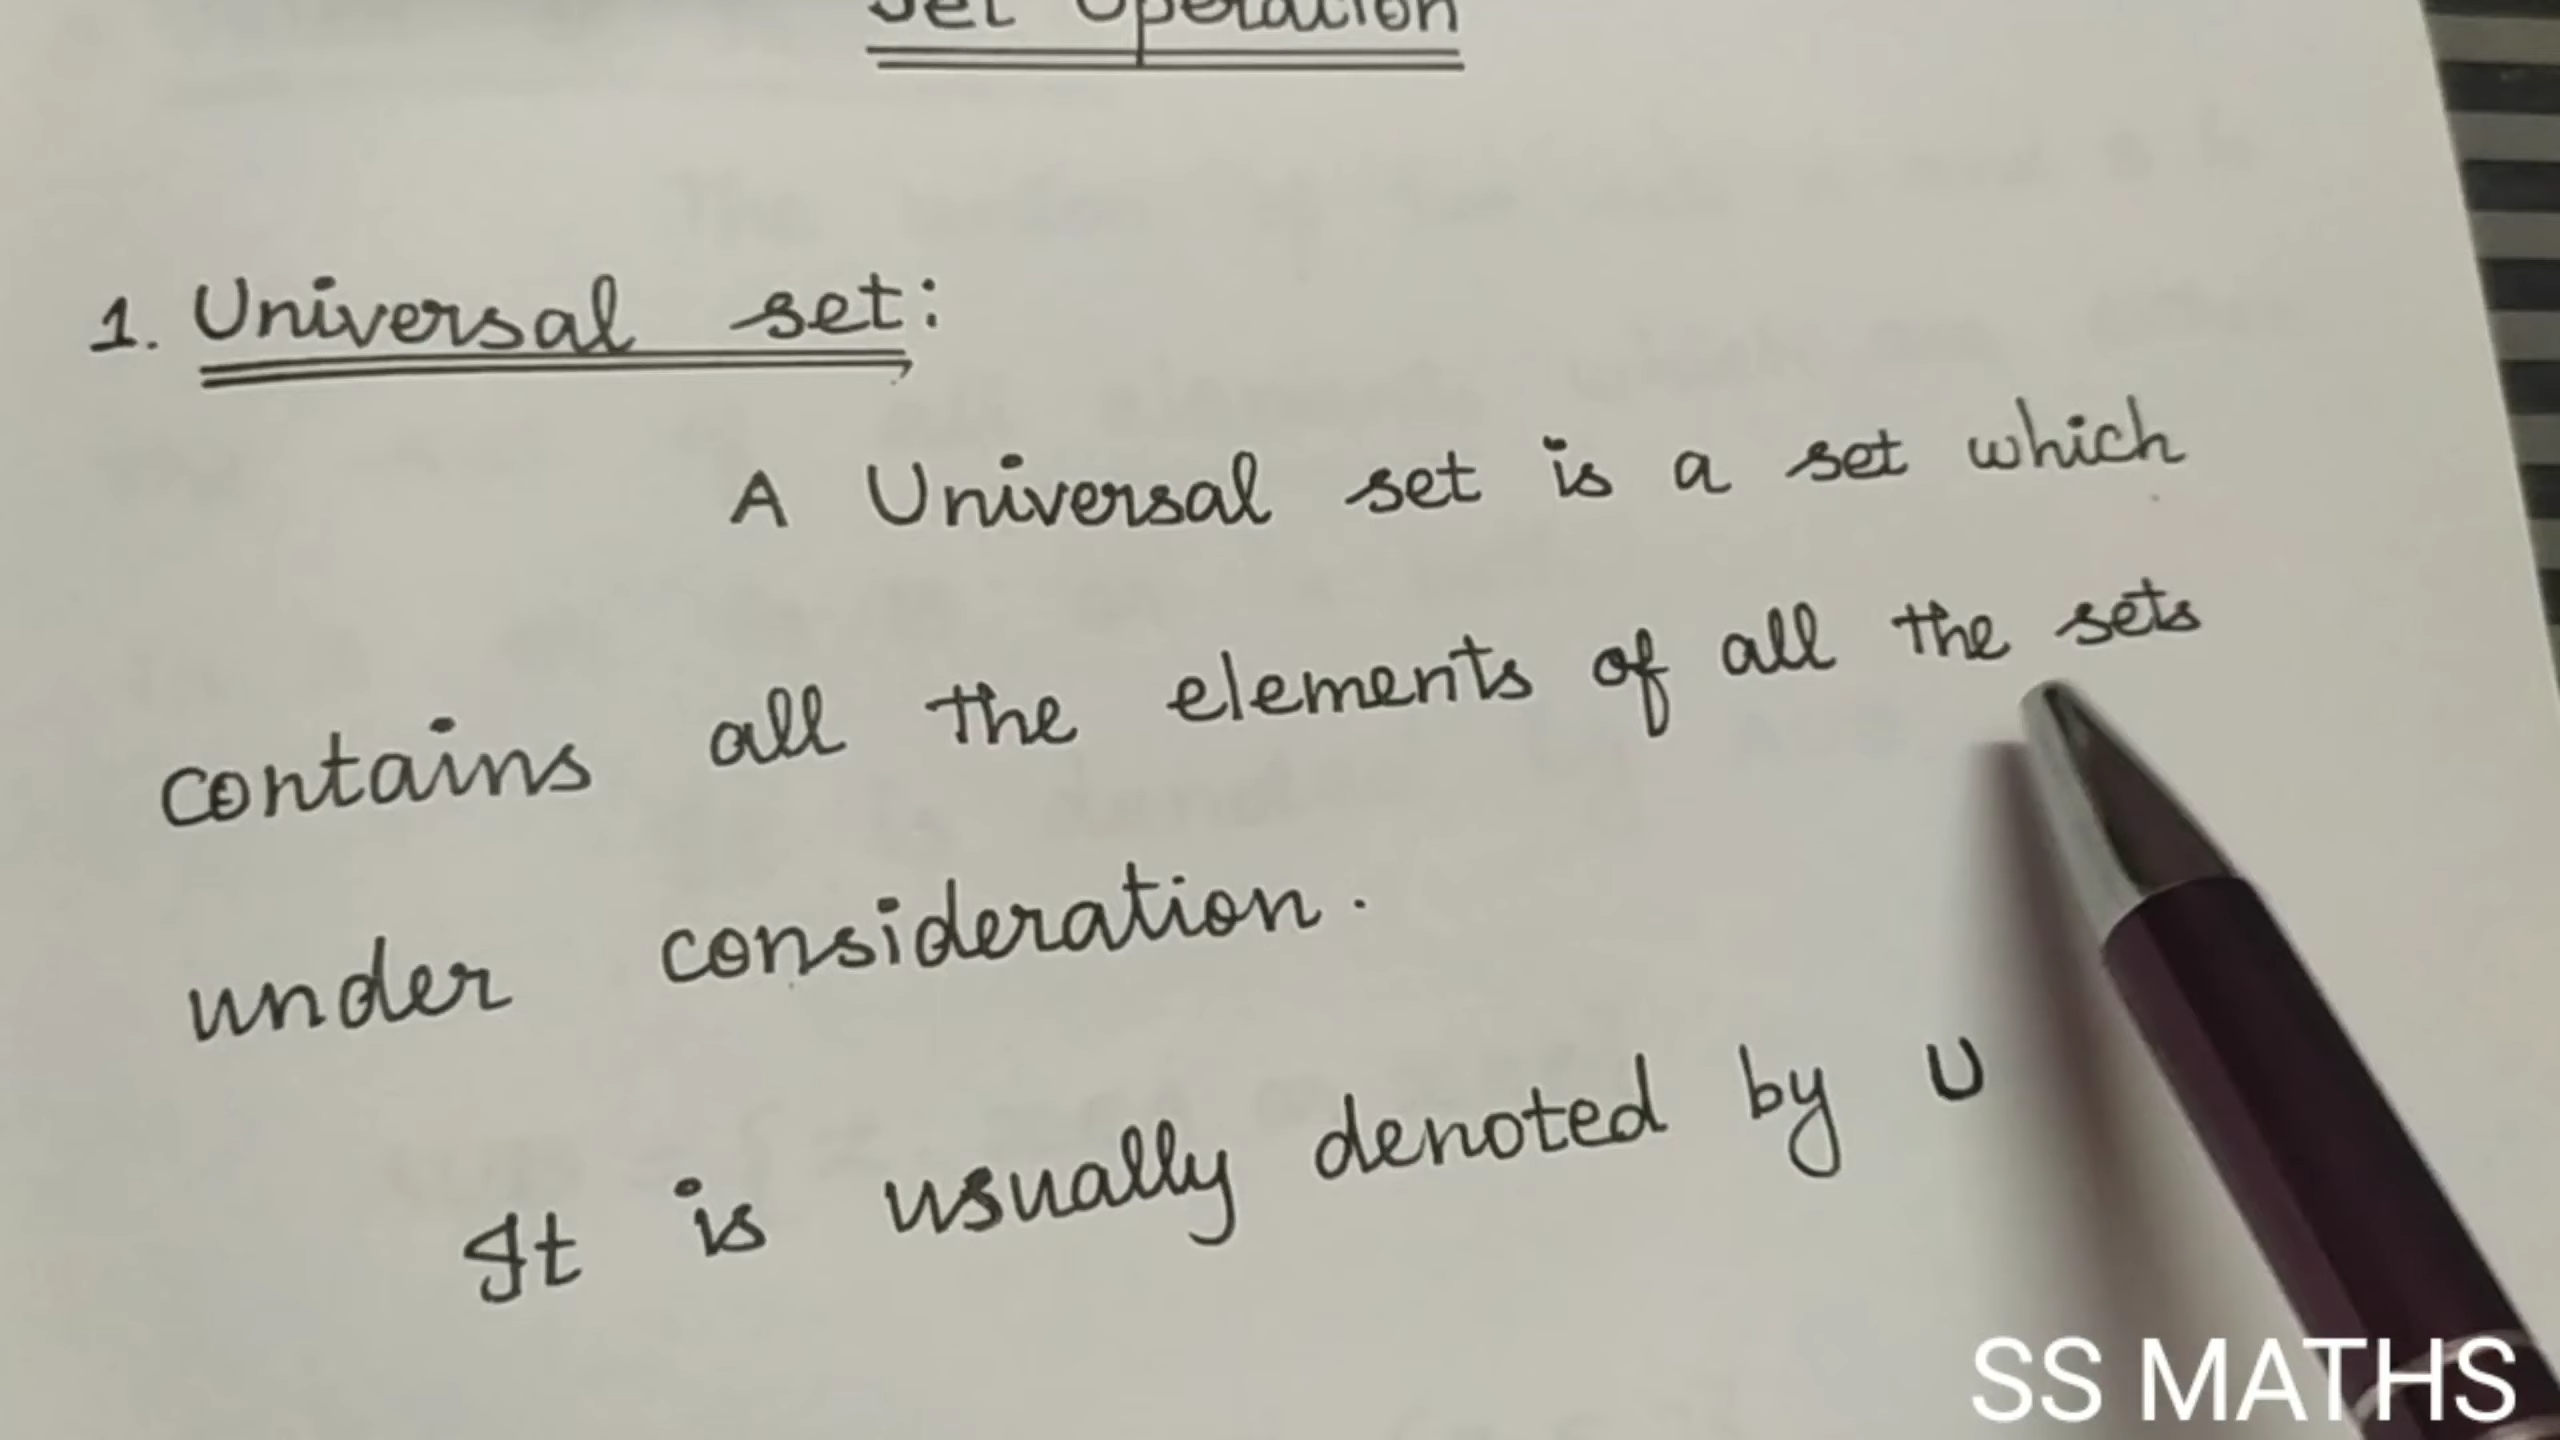 Set Operation
1. Universal set:
A Universal set is a set which
contains all the elements of all the sets
under consideration.
It is usually denoted by U
SS MATHS